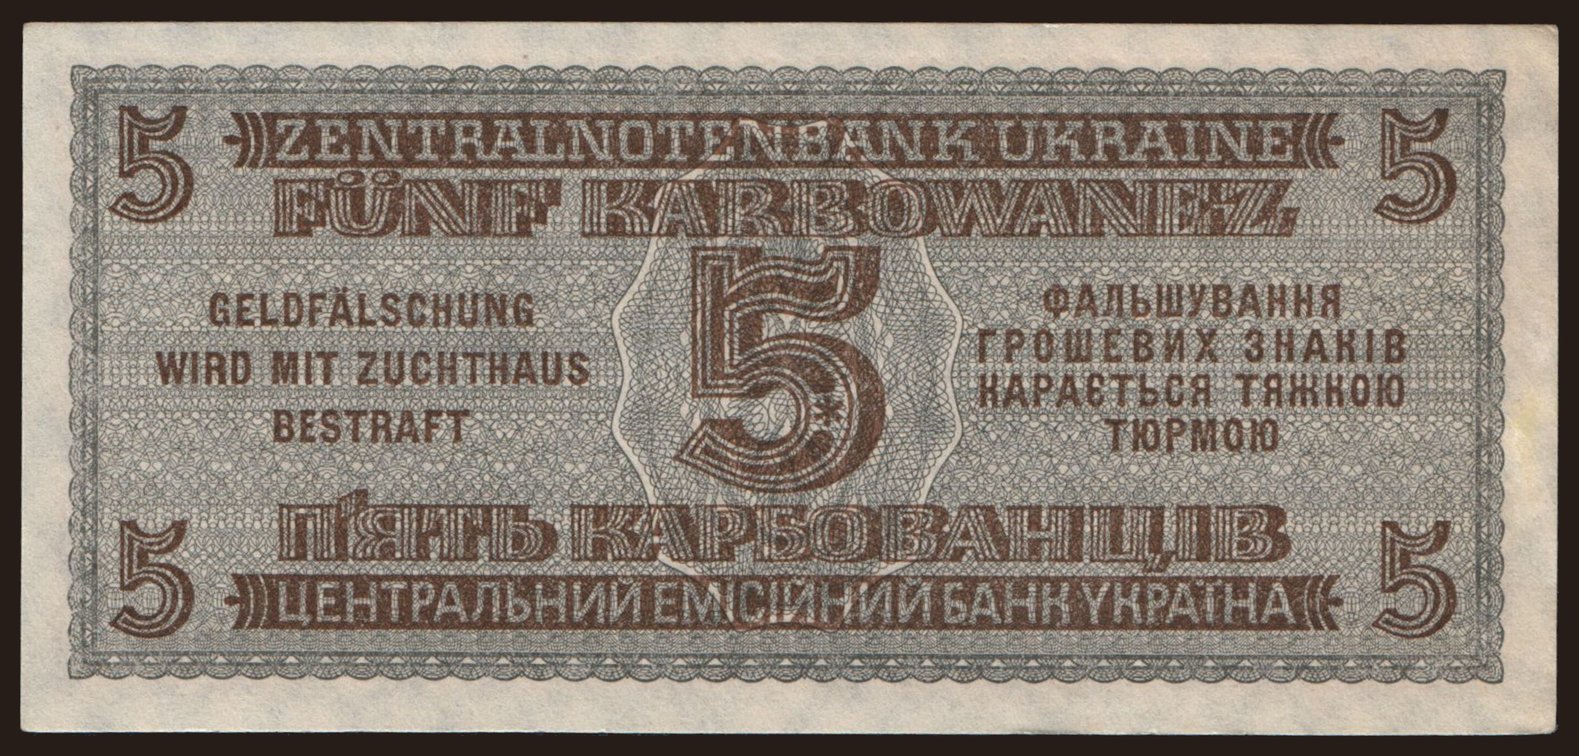 5 ZENTRALNOTENBANK UKRAINE 5
FÜNF KARBOWANEZ
5
GELDFÄLSCHUNG
WIRD MIT ZUCHTHAUS
BESTRAFT
ФАЛЬШУВАННЯ
ГРОШЕВИХ ЗНАКІВ
КАРАЄТЬСЯ ТЯЖКОЮ
ТЮРМОЮ
П'ЯТЬ КАРБОВАНЦІВ
5 ЦЕНТРАЛЬНИЙ ЕМІСІЙНИЙ БАНК УКРАЇНА 5